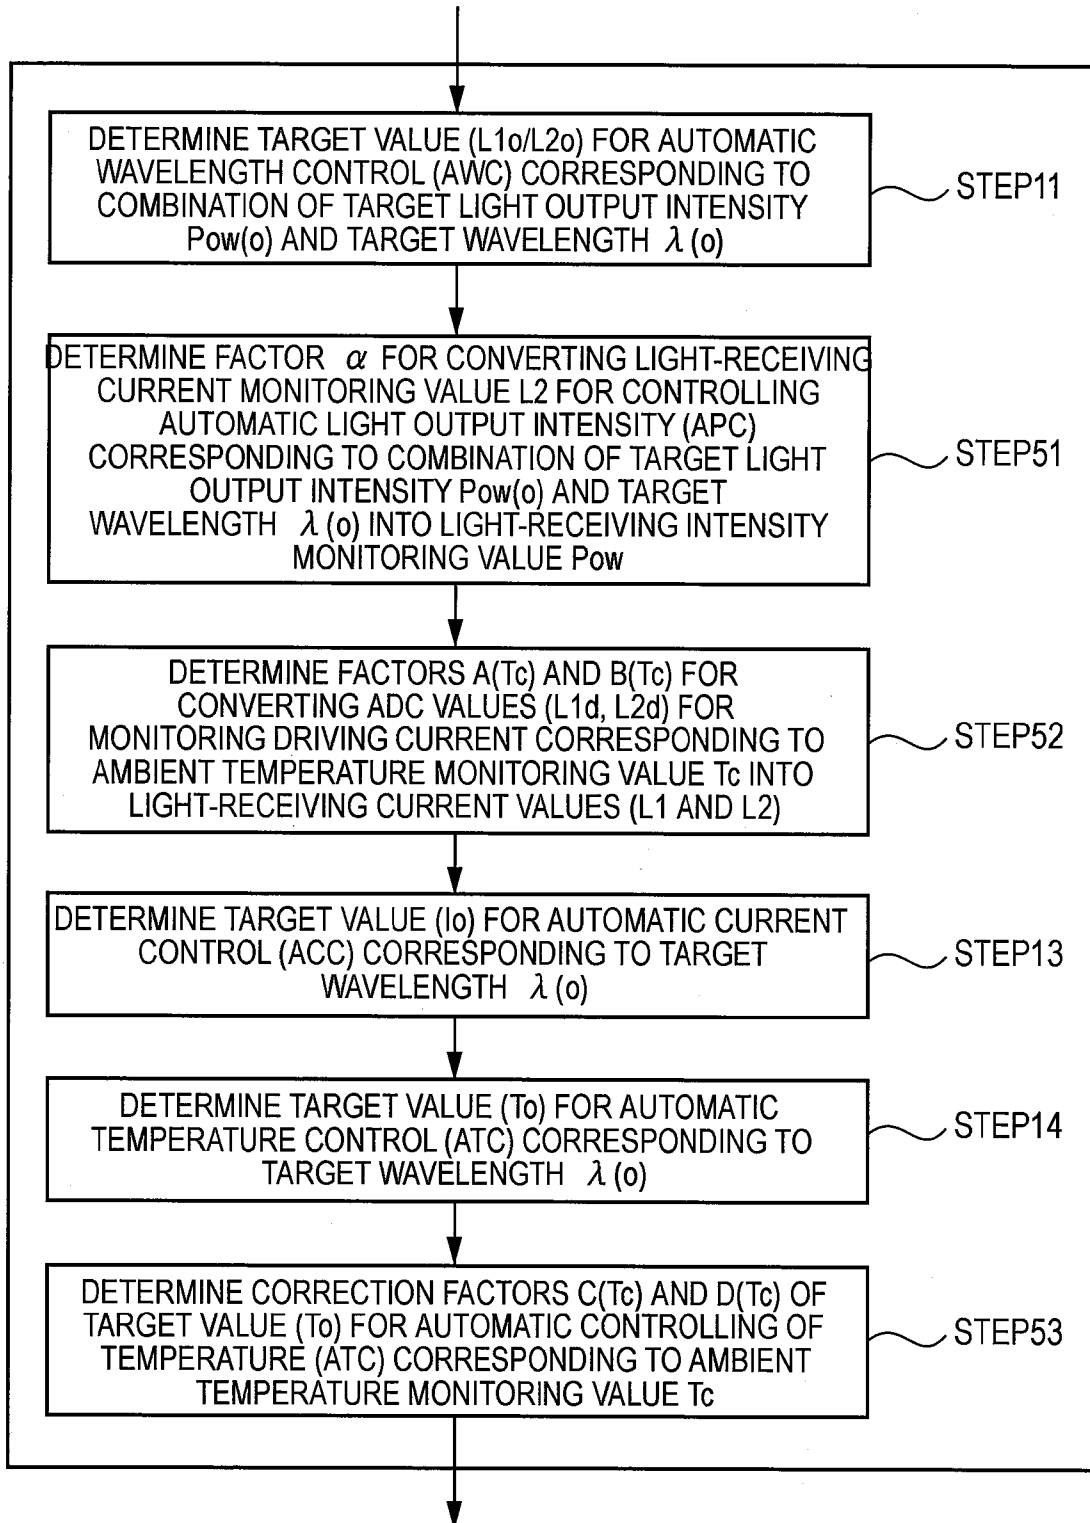 DETERMINE TARGET VALUE (L1o/L2o) FOR AUTOMATIC
WAVELENGTH CONTROL (AWC) CORRESPONDING TO
COMBINATION OF TARGET LIGHT OUTPUT INTENSITY
Pow(o) AND TARGET WAVELENGTH λ(o)
STEP11
DETERMINE FACTOR α FOR CONVERTING LIGHT-RECEIVING
CURRENT MONITORING VALUE L2 FOR CONTROLLING
AUTOMATIC LIGHT OUTPUT INTENSITY (APC)
CORRESPONDING TO COMBINATION OF TARGET LIGHT
OUTPUT INTENSITY Pow(o) AND TARGET
WAVELENGTH λ(o) INTO LIGHT-RECEIVING INTENSITY
MONITORING VALUE Pow
STEP51
DETERMINE FACTORS A(Tc) AND B(Tc) FOR
CONVERTING ADC VALUES (L1d, L2d) FOR
MONITORING DRIVING CURRENT CORRESPONDING TO
AMBIENT TEMPERATURE MONITORING VALUE Tc INTO
LIGHT-RECEIVING CURRENT VALUES (L1 AND L2)
STEP52
DETERMINE TARGET VALUE (Io) FOR AUTOMATIC CURRENT
CONTROL (ACC) CORRESPONDING TO TARGET
WAVELENGTH λ(o)
STEP13
DETERMINE TARGET VALUE (To) FOR AUTOMATIC
TEMPERATURE CONTROL (ATC) CORRESPONDING TO
TARGET WAVELENGTH λ(o)
STEP14
DETERMINE CORRECTION FACTORS C(Tc) AND D(Tc) OF
TARGET VALUE (To) FOR AUTOMATIC CONTROLLING OF
TEMPERATURE (ATC) CORRESPONDING TO AMBIENT
TEMPERATURE MONITORING VALUE Tc
STEP53